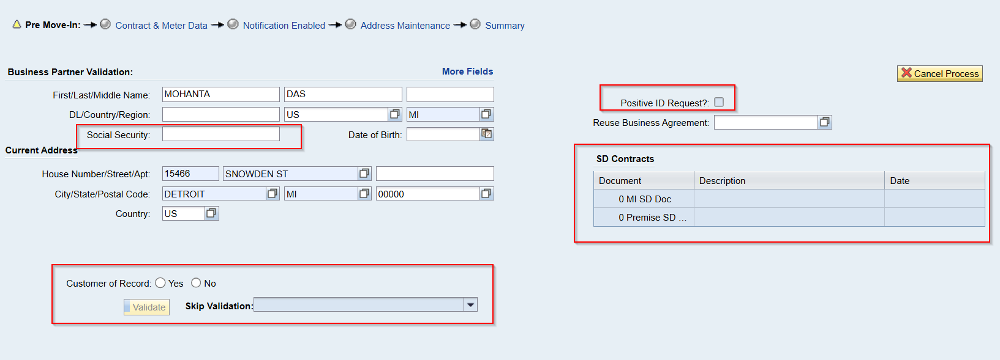 Pre Move-In: Contract & Meter Data Notification Enabled Address Maintenance Summary
Business Partner Validation: More Fields
Cancel Process
First/Last/Middle Name: MOHANTA DAS
Positive ID Request?:
DL/Country/Region: US MI
Reuse Business Agreement:
Social Security: Date of Birth:
Current Address
SD Contracts
House Number/Street/Apt: 15466 SNOWDEN ST
Document Description Date
City/State/Postal Code: DETROIT MI 00000
0 MI SD Doc
Country: US
0 Premise SD ...
Customer of Record: Yes No
Validate Skip Validation: